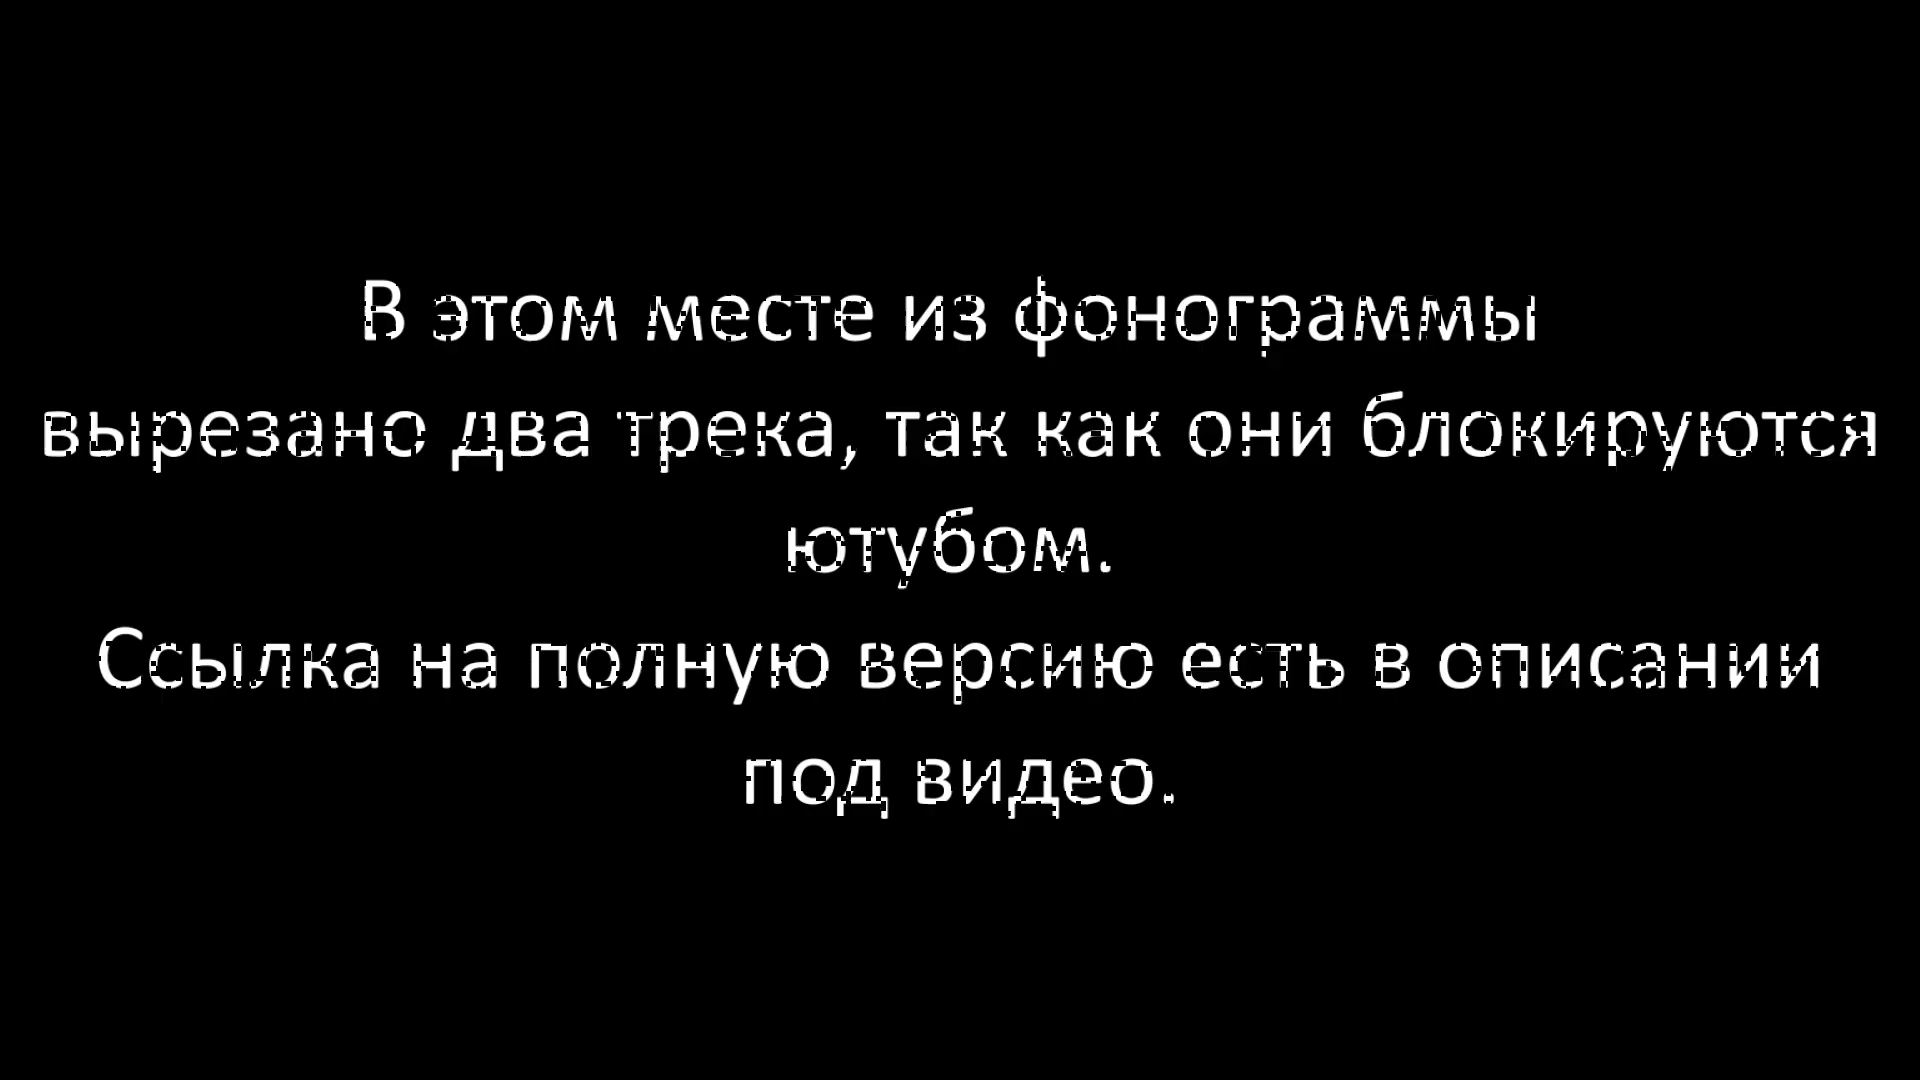 В этом месте из фонограммы
вырезано два трека, так как они блокируются
ютубом.
Ссылка на полную версию есть в описании
под видео.